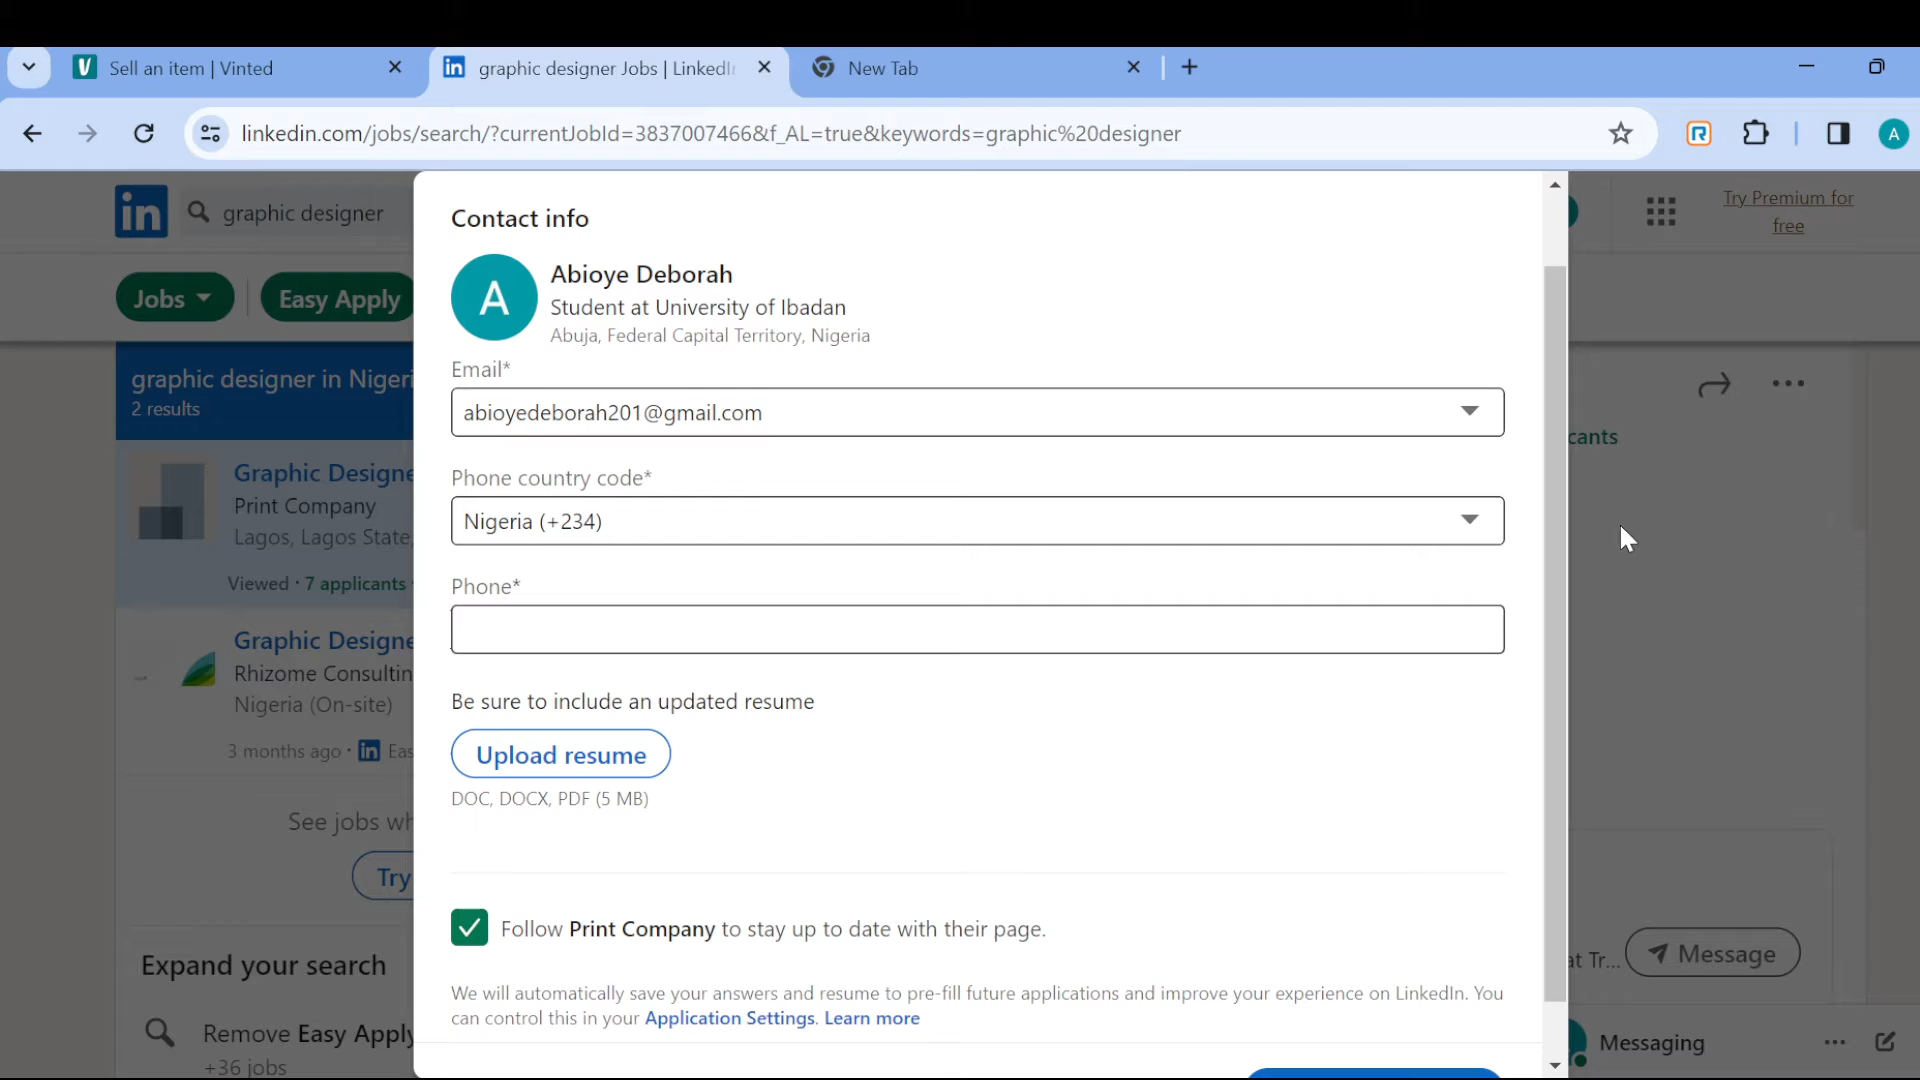 Sell an item | Vinted
graphic designer Jobs | LinkedIn
New Tab
linkedin.com/jobs/search/?currentJobId=3837007466&f_AL=true&keywords=graphic%20designer
A
in
graphic designer
Try Premium for
free
Jobs
Easy Apply
Contact info
A
Abioye Deborah
Student at University of Ibadan
Abuja, Federal Capital Territory, Nigeria
Email*
abioyedeborah201@gmail.com
Phone country code*
Nigeria (+234)
Phone*
Be sure to include an updated resume
Upload resume
DOC, DOCX, PDF (5 MB)
Follow Print Company to stay up to date with their page.
We will automatically save your answers and resume to pre-fill future applications and improve your experience on LinkedIn. You
can control this in your Application Settings. Learn more
graphic designer in Nigeri
2 results
Graphic Designe
Print Company
Lagos, Lagos State,
Viewed · 7 applicants ·
Graphic Designe
Rhizome Consultin
Nigeria (On-site)
3 months ago · in Eas
See jobs wh
Try
Expand your search
Remove Easy Apply
+36 jobs
cants
at Tr...
Message
Messaging